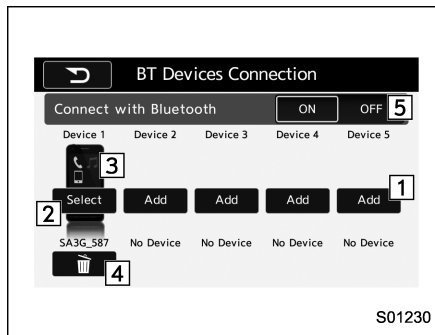 BT Devices Connection
Connect with Bluetooth ON OFF 5
Device 1 Device 2 Device 3 Device 4 Device 5
3
Select Add Add Add Add 1
2
SA3G_587 No Device No Device No Device No Device
4
S01230